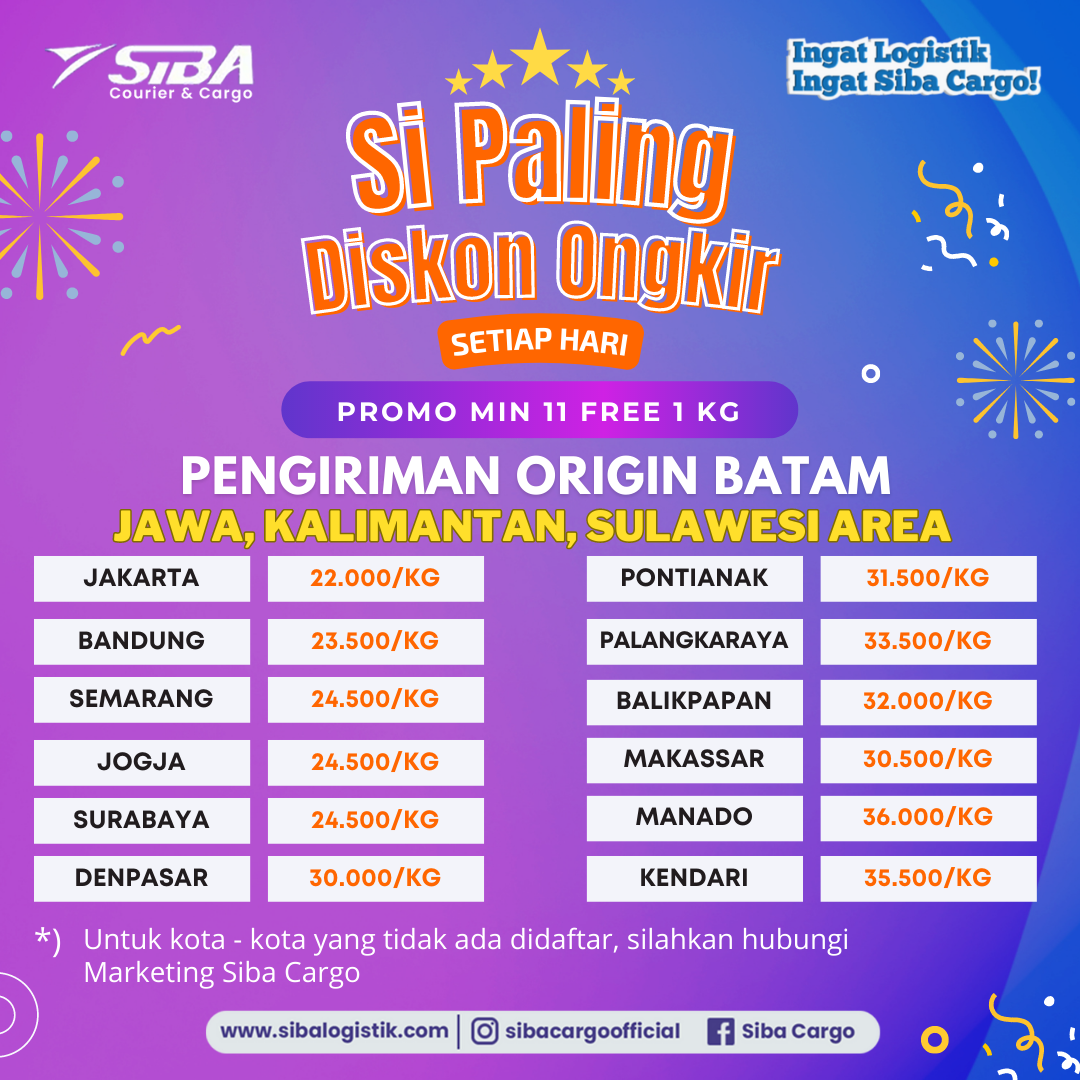 SIBA
Courier & Cargo
Ingat Logistik
Ingat Siba Cargo!
Si Paling
Diskon Ongkir
SETIAP HARI
PROMO MIN 11 FREE 1 KG
PENGIRIMAN ORIGIN BATAM
JAWA, KALIMANTAN, SULAWESI AREA
JAKARTA 22.000/KG
BANDUNG 23.500/KG
SEMARANG 24.500/KG
JOGJA 24.500/KG
SURABAYA 24.500/KG
DENPASAR 30.000/KG
PONTIANAK 31.500/KG
PALANGKARAYA 33.500/KG
BALIKPAPAN 32.000/KG
MAKASSAR 30.500/KG
MANADO 36.000/KG
KENDARI 35.500/KG
*) Untuk kota - kota yang tidak ada didaftar, silahkan hubungi
Marketing Siba Cargo
www.sibalogistik.com | sibacargoofficial Siba Cargo